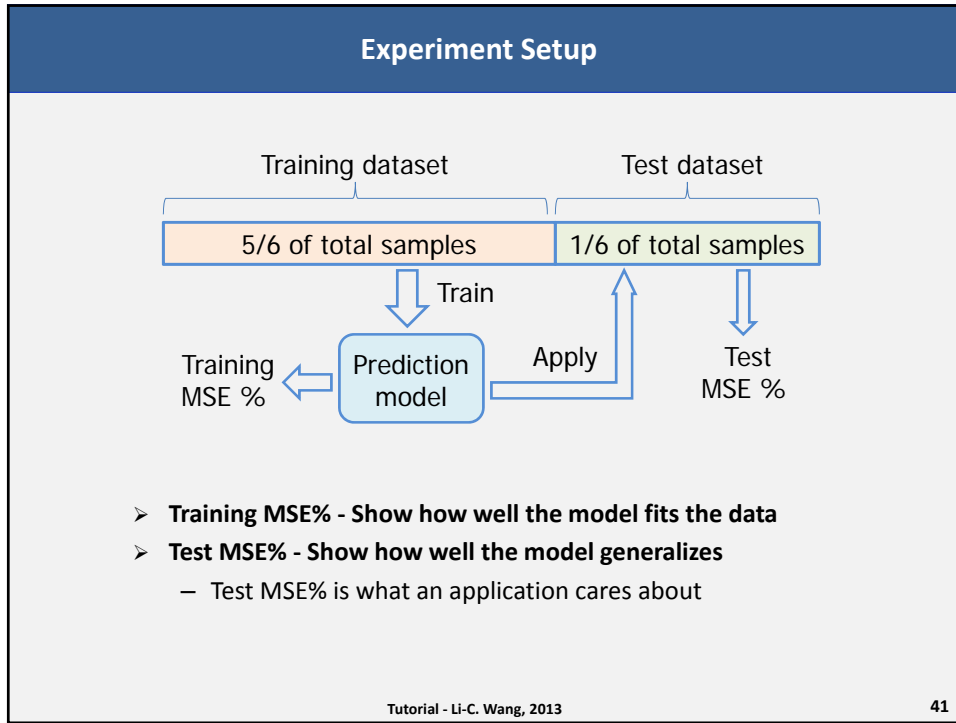 Experiment Setup
Training dataset
Test dataset
5/6 of total samples
1/6 of total samples
Train
Training
MSE %
Prediction
model
Apply
Test
MSE %
➢ Training MSE% - Show how well the model fits the data
➢ Test MSE% - Show how well the model generalizes
– Test MSE% is what an application cares about
Tutorial - Li-C. Wang, 2013
41